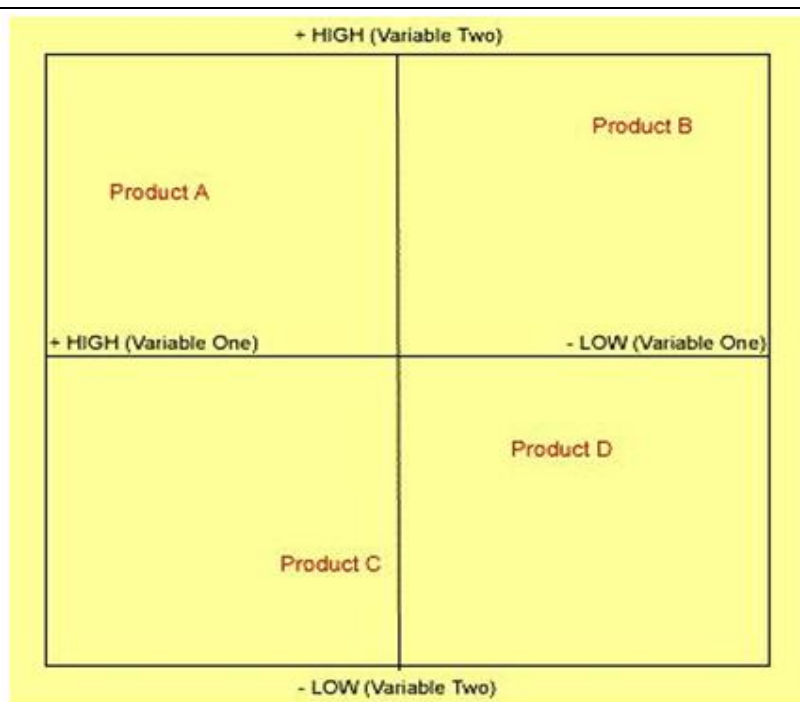 + HIGH (Variable Two)
Product B
Product A
+ HIGH (Variable One)
- LOW (Variable One)
Product D
Product C
- LOW (Variable Two)